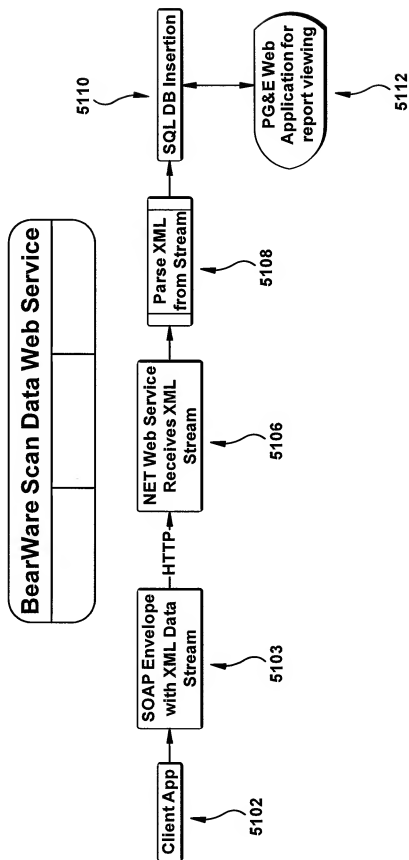 BearWare Scan Data Web Service
Client App
5102
SOAP Envelope
with XML Data
Stream
5103
HTTP
NET Web Service
Receives XML
Stream
5106
Parse XML
from Stream
5108
SQL DB Insertion
5110
PG&E Web
Application for
report viewing
5112